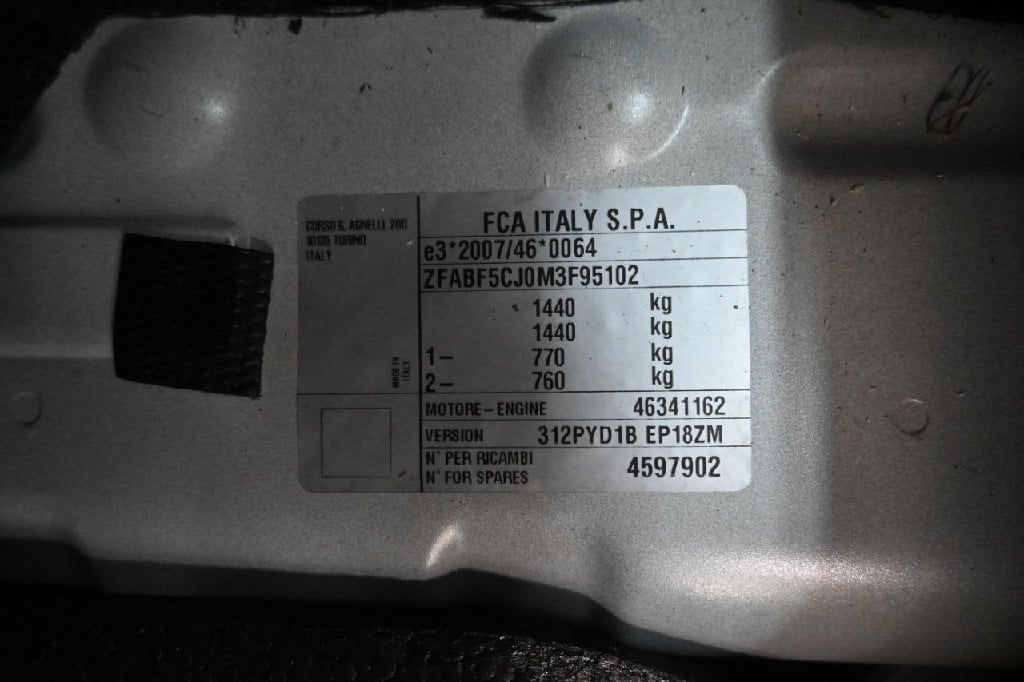 CORSO G. AGNELLI, 200
10135 TORINO
ITALY
FCA ITALY S.P.A.
e3*2007/46*0064
ZFABF5CJ0M3F95102
1440 kg
1440 kg
1– 770 kg
2– 760 kg
MADE IN
ITALY
MOTORE–ENGINE 46341162
VERSION 312PYD1B EP18ZM
N° PER RICAMBI
N° FOR SPARES
4597902